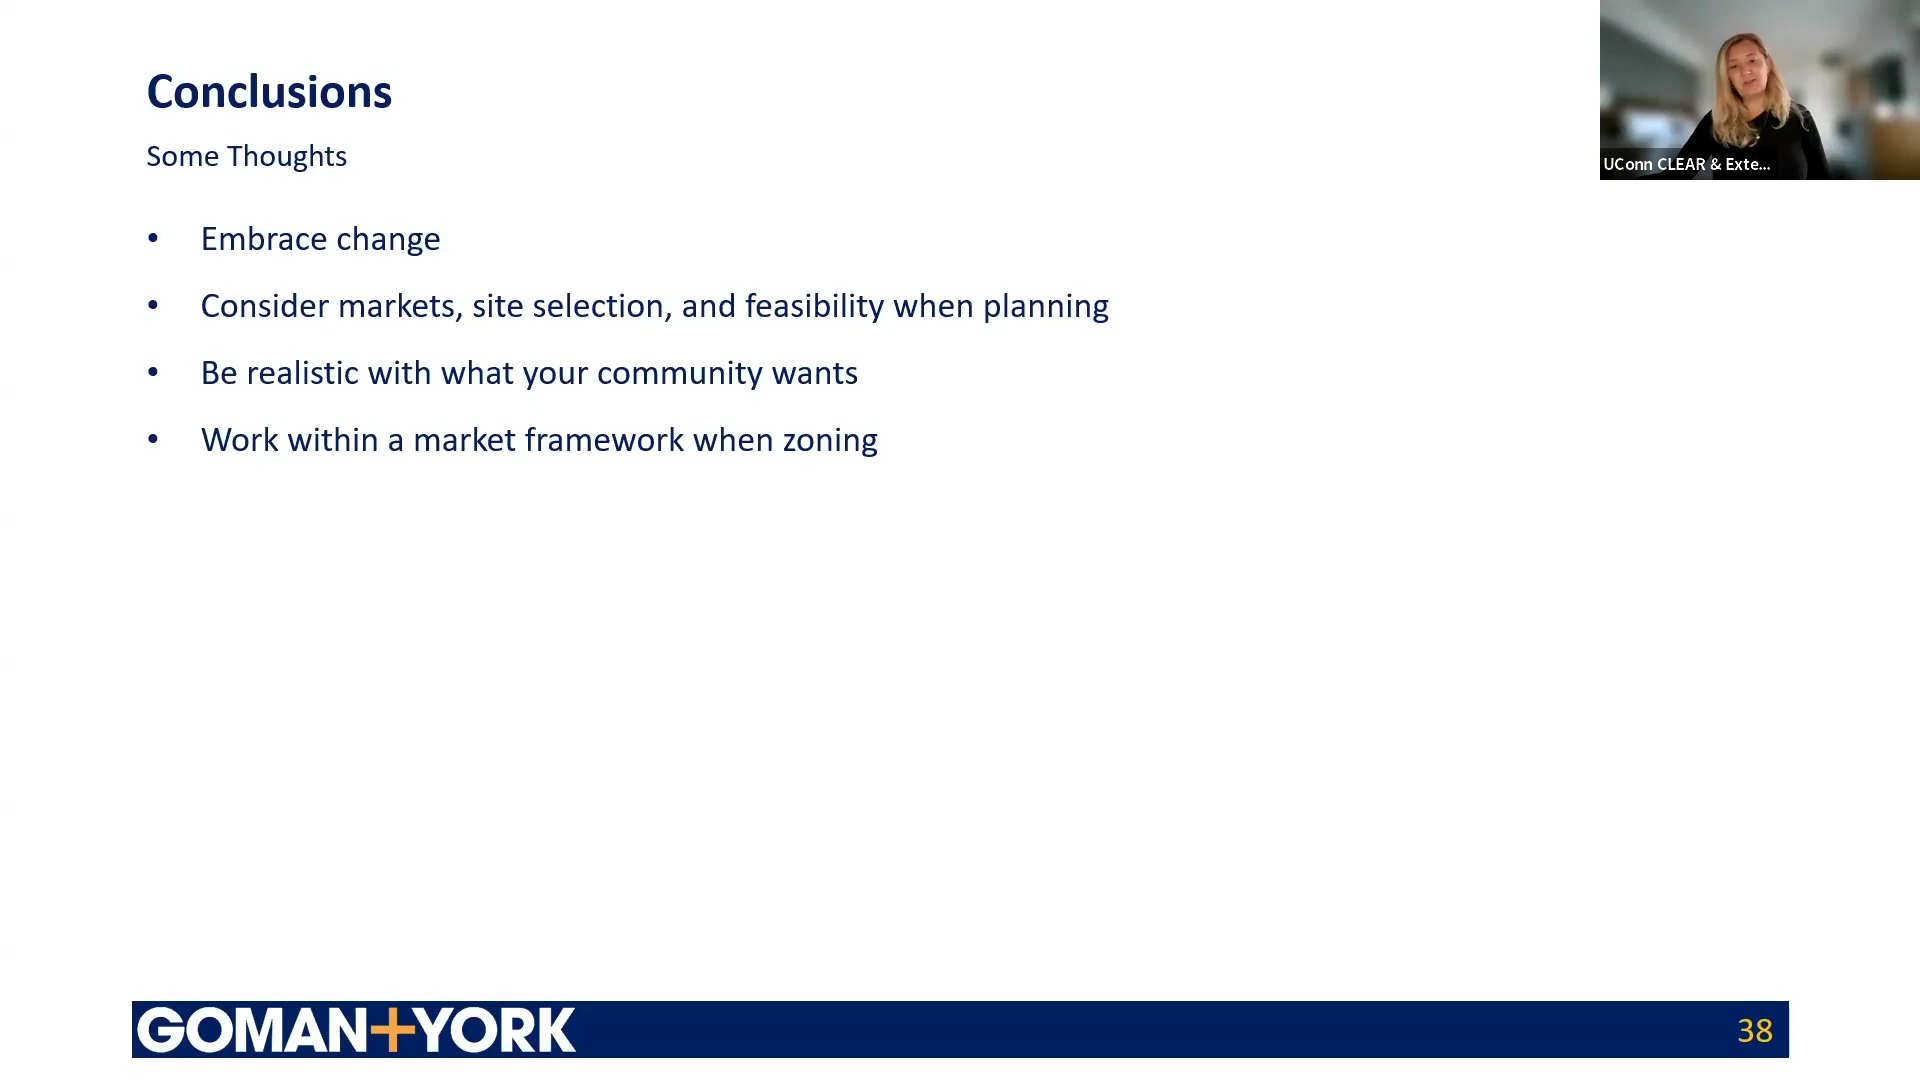 Conclusions
Some Thoughts
• Embrace change
• Consider markets, site selection, and feasibility when planning
• Be realistic with what your community wants
• Work within a market framework when zoning
UConn CLEAR & Exte...
GOMAN+YORK
38